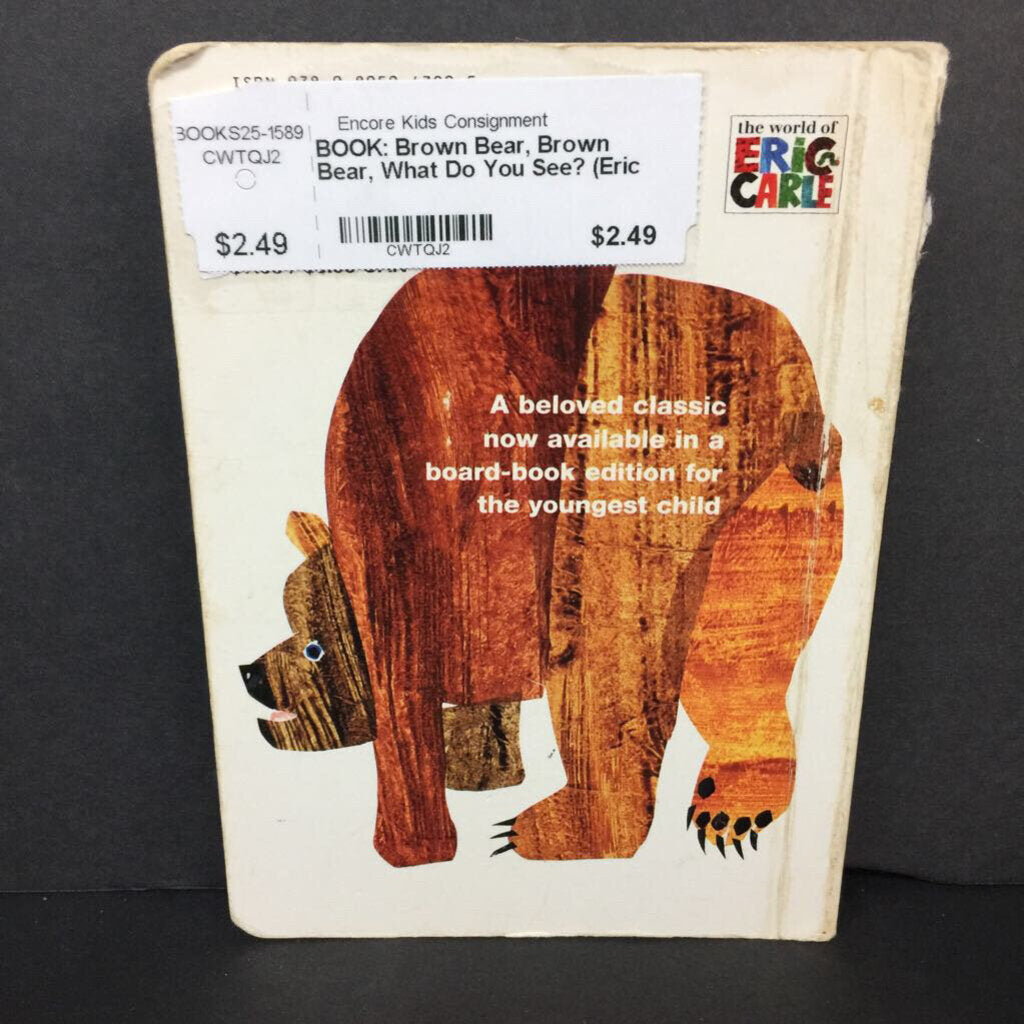 BOOKS25-1589
CWTQJ2
$2.49
Encore Kids Consignment
BOOK: Brown Bear, Brown
Bear, What Do You See? (Eric
CWTQJ2
$2.49
the world of
ERiC
CARLE
A beloved classic
now available in a
board-book edition for
the youngest child